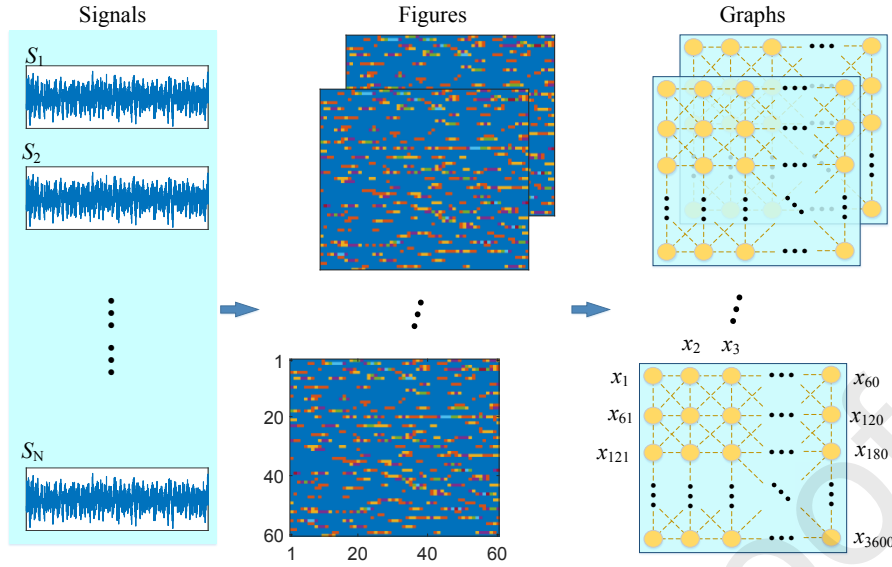 Signals
Figures
Graphs
S1
S2
SN
1
20
40
60
1
20
40
60
x2
x3
x1
x60
x61
x120
x121
x180
x3600